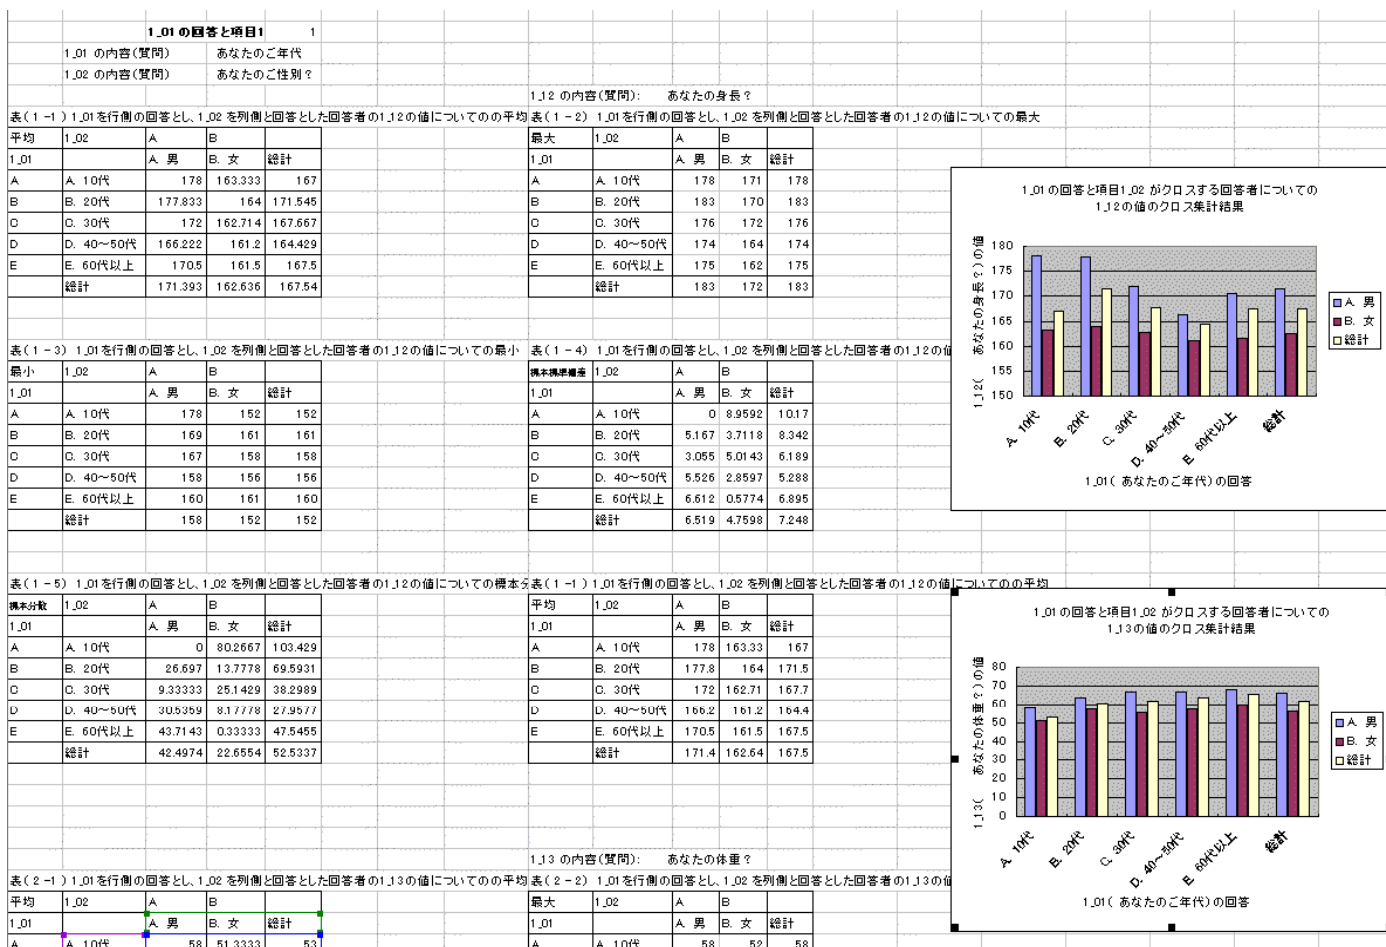 1_01の回答と項目1 1
1_01 の内容(質問) あなたのご年代
1_02 の内容(質問) あなたのご性別？
1_12 の内容(質問): あなたの身長？
表(1-1)1_01を行側の回答とし、1_02 を列側と回答とした回答者の1_12の値についてのの平均
平均 1_02 A B
1_01 A. 男 B. 女 総計
A A. 10代 178 163.333 167
B B. 20代 177.833 164 171.545
C C. 30代 172 162.714 167.667
D D. 40～50代 166.222 161.2 164.429
E E. 60代以上 170.5 161.5 167.5
総計 171.393 162.636 167.54
表(1-2) 1_01を行側の回答とし、1_02 を列側と回答とした回答者の1_12の値についての最大
最大 1_02 A B
1_01 A. 男 B. 女 総計
A A. 10代 178 171 178
B B. 20代 183 170 183
C C. 30代 176 172 176
D D. 40～50代 174 164 174
E E. 60代以上 175 162 175
総計 183 172 183
1_01の回答と項目1_02 がクロスする回答者についての
1_12の値のクロス集計結果
1_12( あなたの身長？)の値
180
175
170
165
160
155
150
A. 10代
B. 20代
C. 30代
D. 40～50代
E. 60代以上
総計
1_01( あなたのご年代)の回答
A. 男
B. 女
総計
表(1-3) 1_01を行側の回答とし、1_02 を列側と回答とした回答者の1_12の値についての最小
最小 1_02 A B
1_01 A. 男 B. 女 総計
A A. 10代 178 152 152
B B. 20代 169 161 161
C C. 30代 167 158 158
D D. 40～50代 158 156 156
E E. 60代以上 160 161 160
総計 158 152 152
表(1-4) 1_01を行側の回答とし、1_02 を列側と回答とした回答者の1_12の値
標本標準偏差 1_02 A B
1_01 A. 男 B. 女 総計
A A. 10代 0 8.9592 10.17
B B. 20代 5.167 3.7118 8.342
C C. 30代 3.055 5.0143 6.189
D D. 40～50代 5.526 2.8597 5.288
E E. 60代以上 6.612 0.5774 6.895
総計 6.519 4.7598 7.248
表(1-5) 1_01を行側の回答とし、1_02 を列側と回答とした回答者の1_12の値についての標本分
標本分散 1_02 A B
1_01 A. 男 B. 女 総計
A A. 10代 0 80.2667 103.429
B B. 20代 26.697 13.7778 69.5931
C C. 30代 9.33333 25.1429 38.2989
D D. 40～50代 30.5359 8.17778 27.9577
E E. 60代以上 43.7143 0.33333 47.5455
総計 42.4974 22.6554 52.5337
表(1-1)1_01を行側の回答とし、1_02 を列側と回答とした回答者の1_12の値についてのの平均
平均 1_02 A B
1_01 A. 男 B. 女 総計
A A. 10代 178 163.33 167
B B. 20代 177.8 164 171.5
C C. 30代 172 162.71 167.7
D D. 40～50代 166.2 161.2 164.4
E E. 60代以上 170.5 161.5 167.5
総計 171.4 162.64 167.5
1_01の回答と項目1_02 がクロスする回答者についての
1_13の値のクロス集計結果
1_13( あなたの体重？)の値
80
70
60
50
40
30
20
10
0
A. 10代
B. 20代
C. 30代
D. 40～50代
E. 60代以上
総計
1_01( あなたのご年代)の回答
A. 男
B. 女
総計
1_13 の内容(質問): あなたの体重？
表(2-1)1_01を行側の回答とし、1_02 を列側と回答とした回答者の1_13の値についてのの平均
平均 1_02 A B
1_01 A. 男 B. 女 総計
A A. 10代 58 51.3333 53
表(2-2) 1_01を行側の回答とし、1_02 を列側と回答とした回答者の1_13の値
最大 1_02 A B
1_01 A. 男 B. 女 総計
A A. 10代 58 52 58